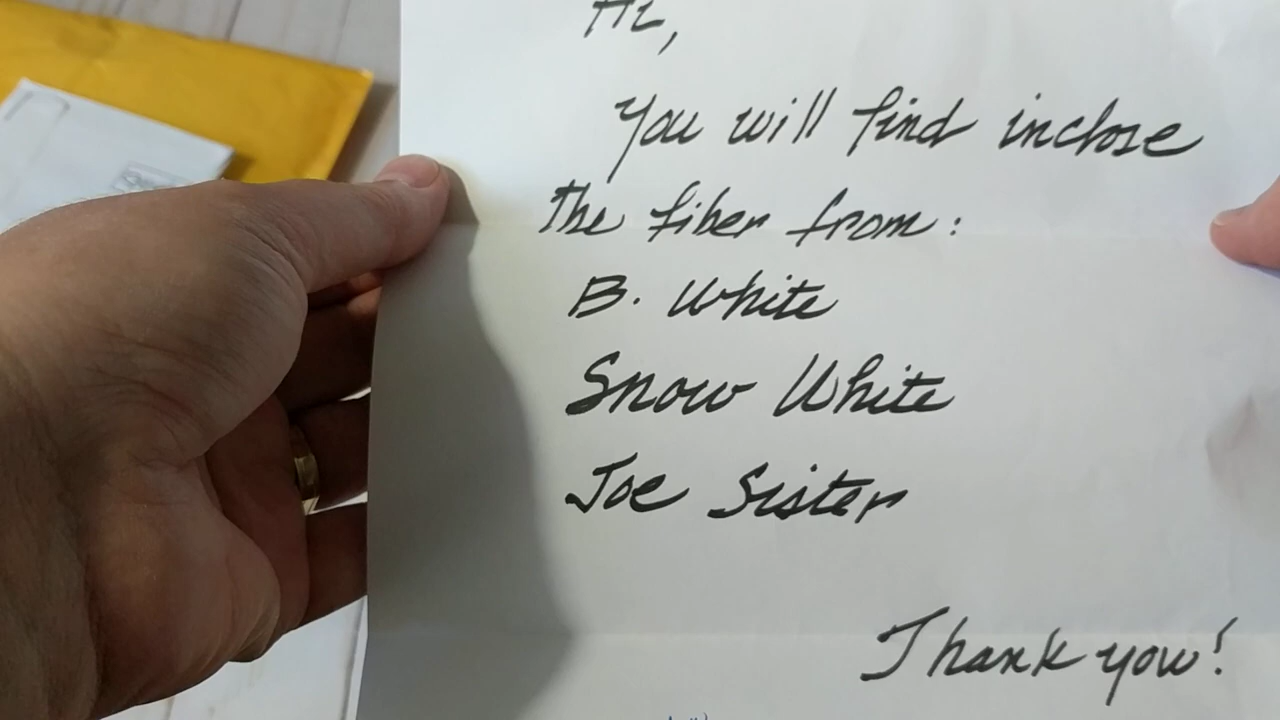 Hi,
You will find inclose
the fiber from:
B. White
Snow White
Joe Sister
Thank you!